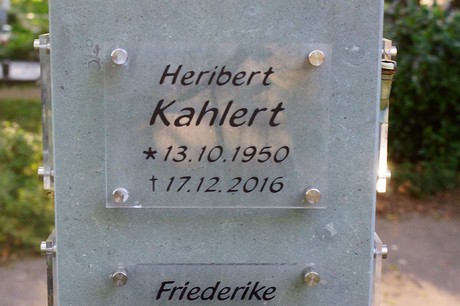 Heribert
Kahlert
* 13.10.1950
† 17.12.2016
Friederike